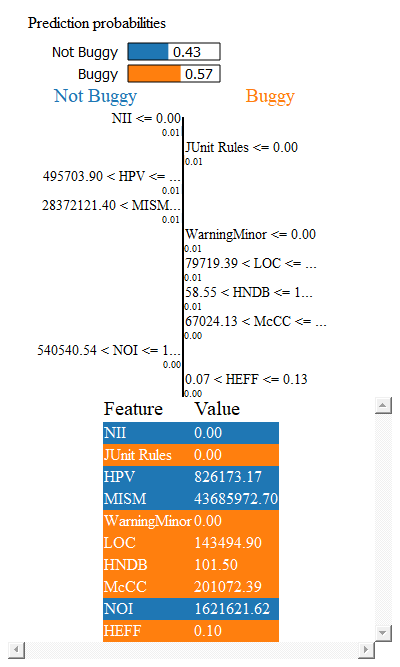 Prediction probabilities
Not Buggy 0.43
Buggy 0.57
Not Buggy Buggy
NII <= 0.00
0.01
JUnit Rules <= 0.00
0.01
495703.90 < HPV <= ...
0.01
28372121.40 < MISM...
0.01
WarningMinor <= 0.00
0.01
79719.39 < LOC <= ...
0.01
58.55 < HNDB <= 1...
0.01
67024.13 < McCC <= ...
0.00
540540.54 < NOI <= 1...
0.00
0.07 < HEFF <= 0.13
0.00
Feature Value
NII 0.00
JUnit Rules 0.00
HPV 826173.17
MISM 43685972.70
WarningMinor 0.00
LOC 143494.90
HNDB 101.50
McCC 201072.39
NOI 1621621.62
HEFF 0.10